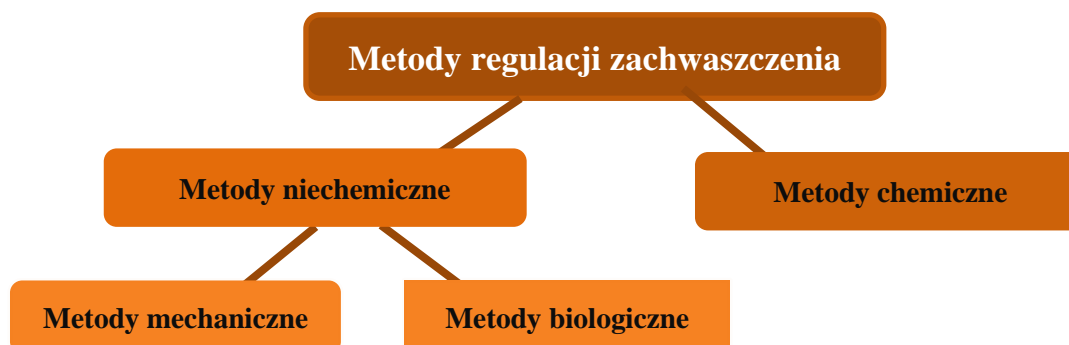 Metody regulacji zachwaszczenia
Metody niechemiczne
Metody chemiczne
Metody mechaniczne
Metody biologiczne